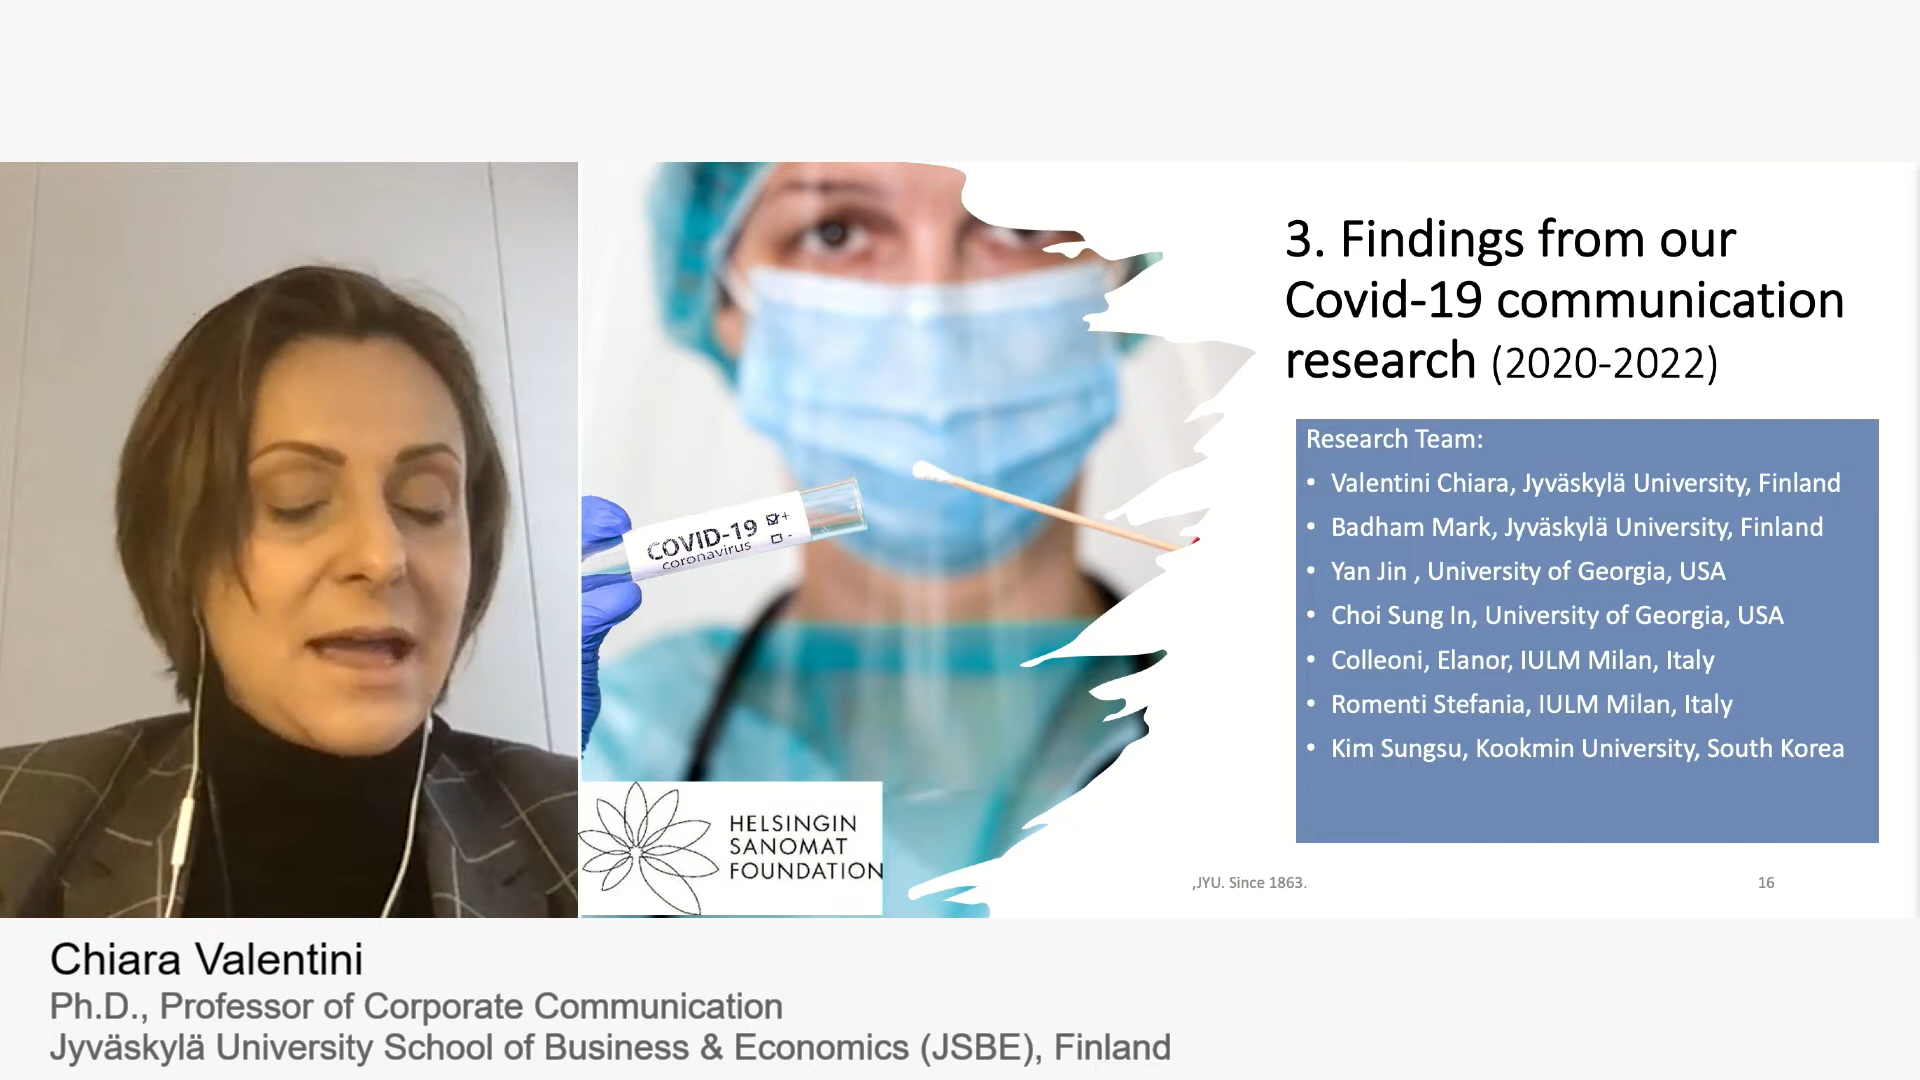 3. Findings from our
Covid-19 communication
research (2020-2022)
Research Team:
• Valentini Chiara, Jyväskylä University, Finland
• Badham Mark, Jyväskylä University, Finland
• Yan Jin , University of Georgia, USA
• Choi Sung In, University of Georgia, USA
• Colleoni, Elanor, IULM Milan, Italy
• Romenti Stefania, IULM Milan, Italy
• Kim Sungsu, Kookmin University, South Korea
COVID-19 +
coronavirus -
HELSINGIN
SANOMAT
FOUNDATION
,JYU. Since 1863.
16
Chiara Valentini
Ph.D., Professor of Corporate Communication
Jyväskylä University School of Business & Economics (JSBE), Finland